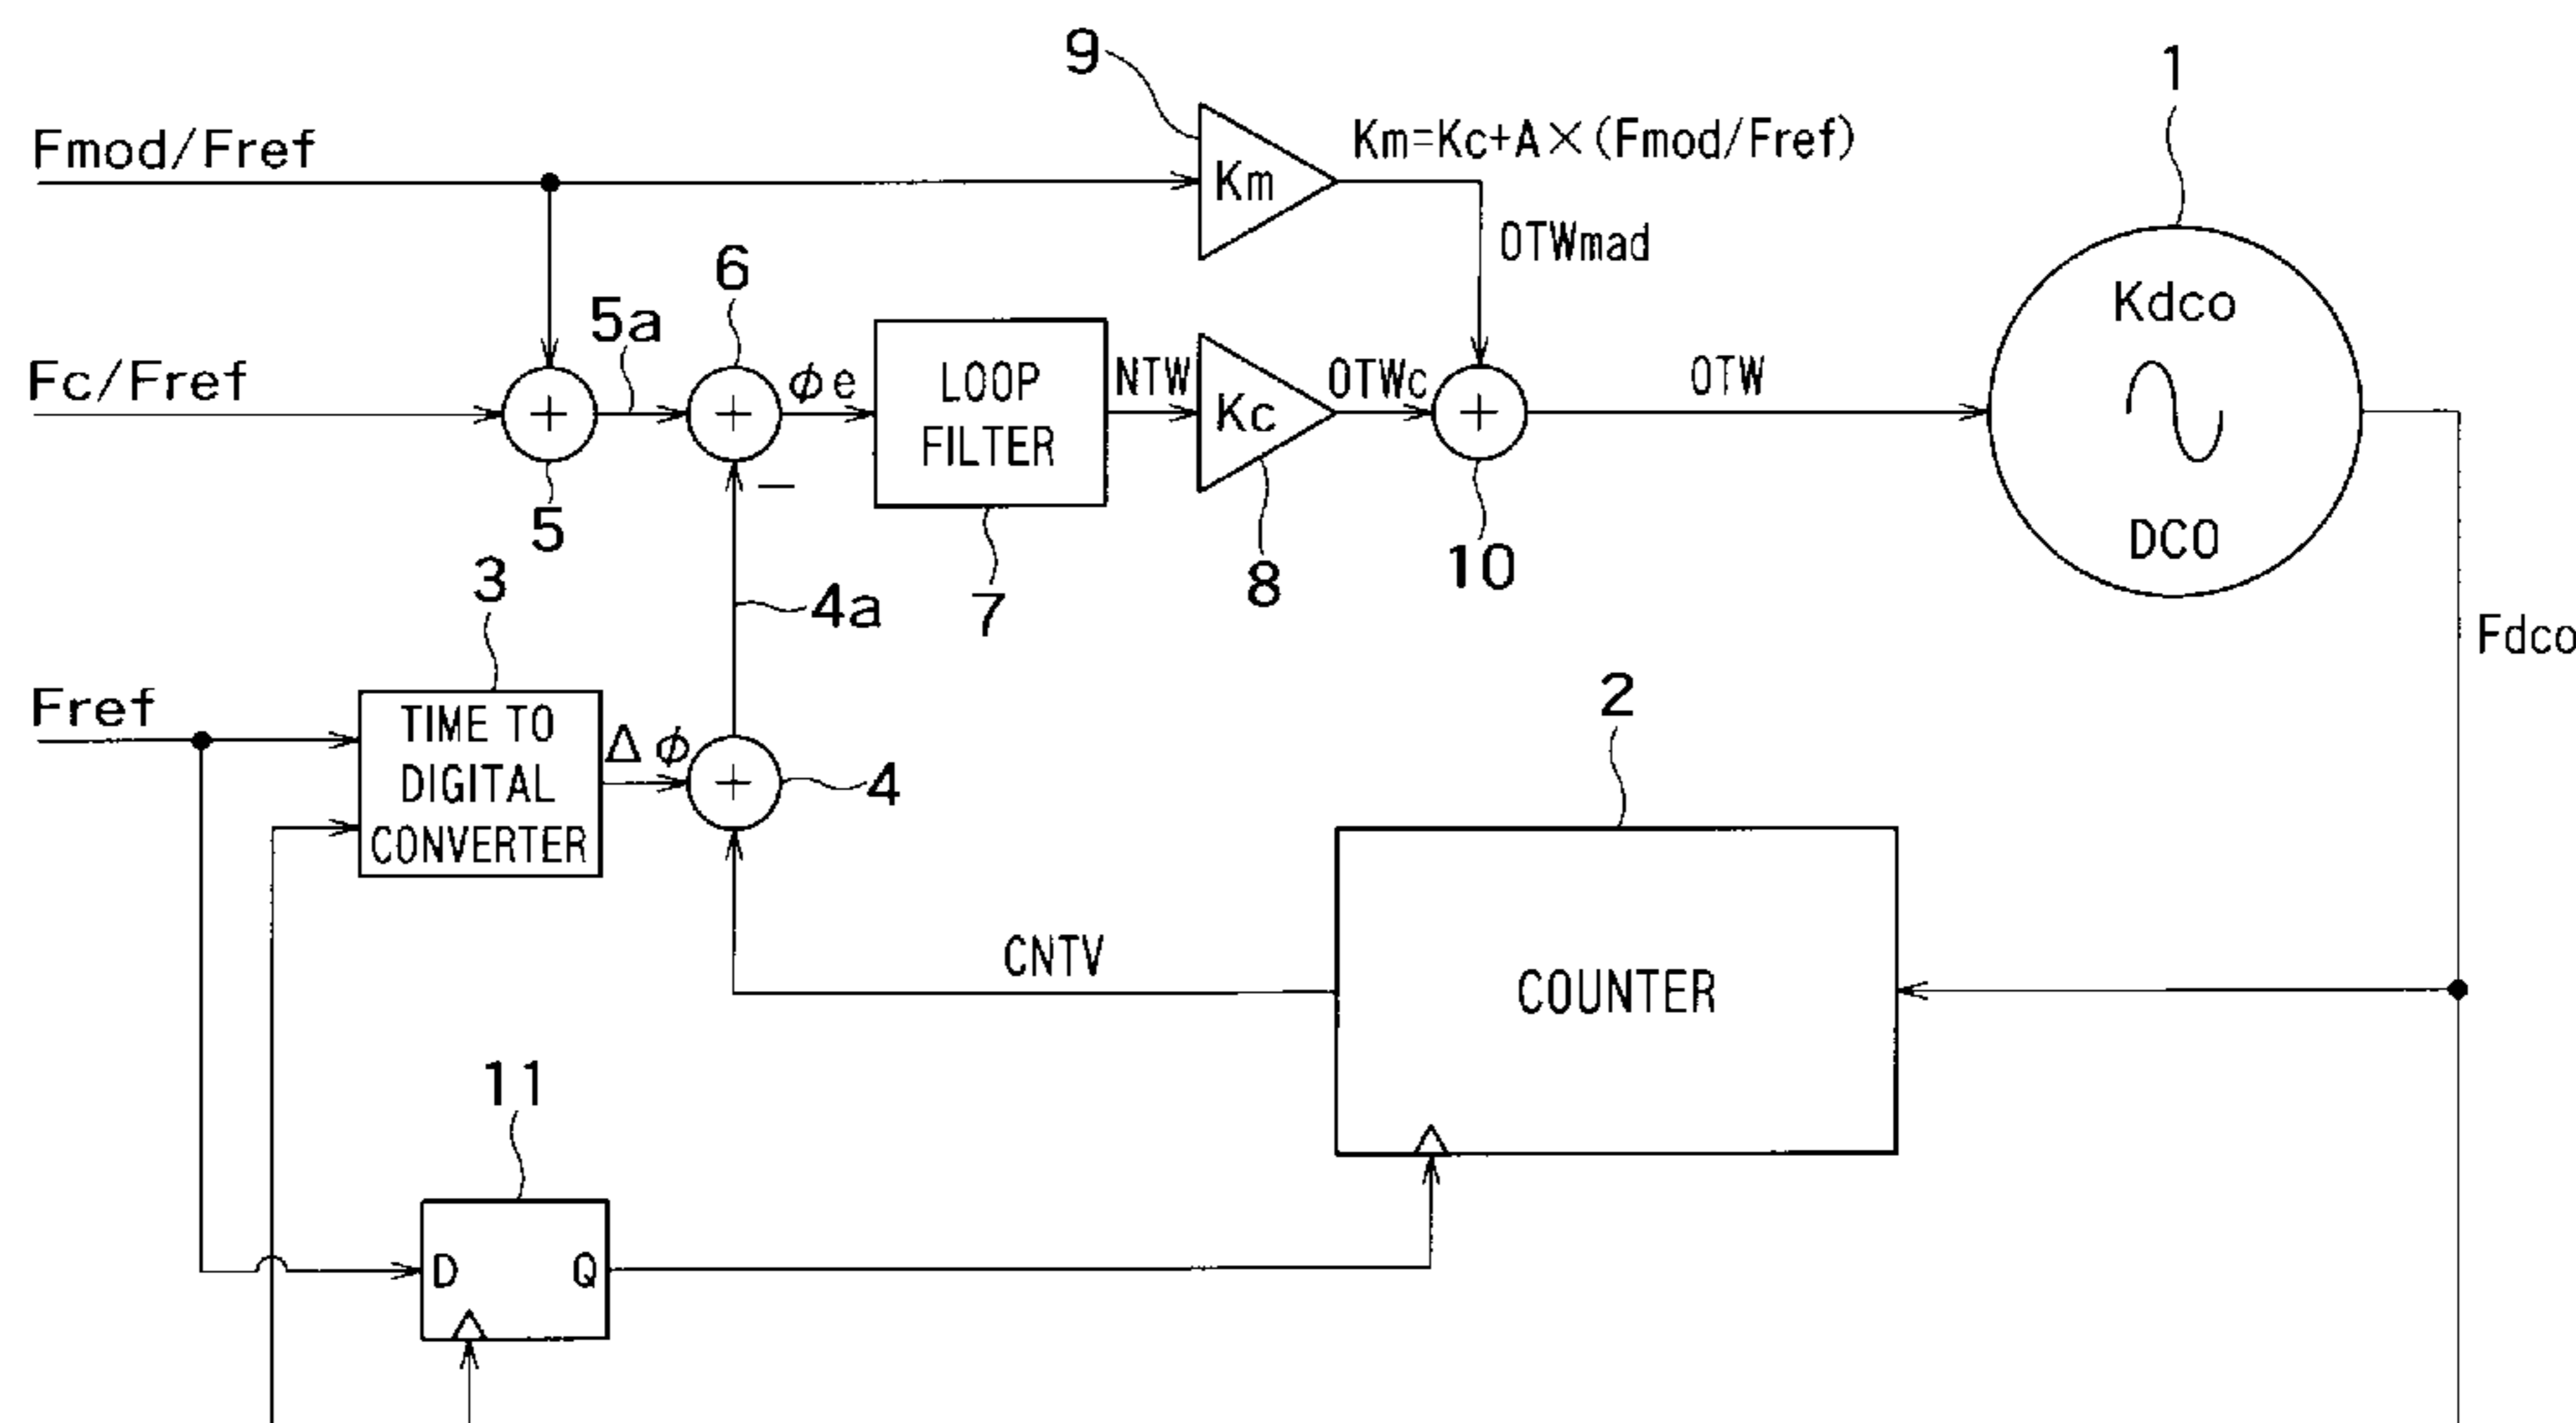 9
1
Fmod/Fref
Km
Km=Kc+A×(Fmod/Fref)
OTWmad
6
5a
Fc/Fref
+
5
+
ϕe
LOOP
FILTER
7
NTW
Kc
8
OTWc
+
10
OTW
Kdco
DCO
−
4a
3
Fref
TIME TO
DIGITAL
CONVERTER
Δϕ
+
4
2
Fdco
CNTV
COUNTER
11
D
Q